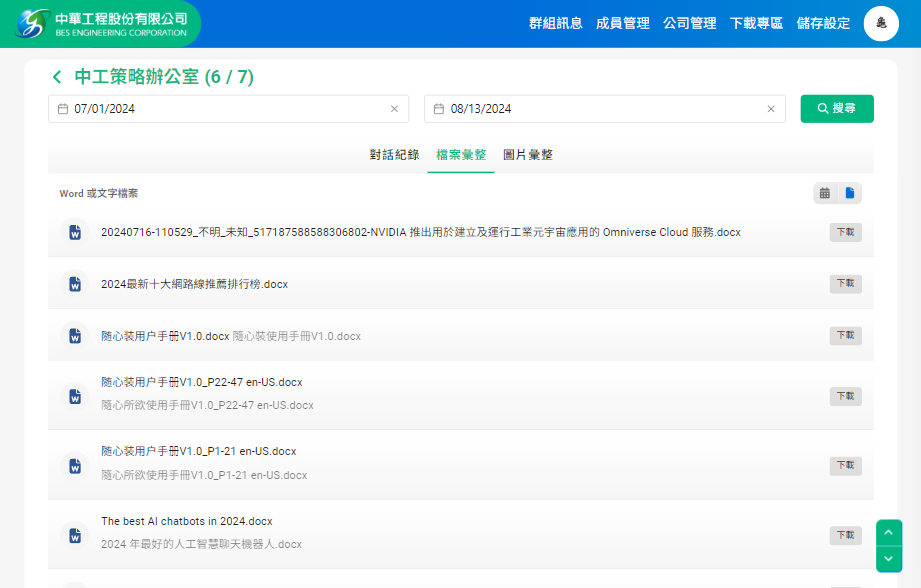 中華工程股份有限公司
BES ENGINEERING CORPORATION
群組訊息 成員管理 公司管理 下載專區 儲存設定
中工策略辦公室 (6 / 7)
07/01/2024
08/13/2024
搜尋
對話紀錄 檔案彙整 圖片彙整
Word 或文字檔案
20240716-110529_不明_未知_517187588588306802-NVIDIA 推出用於建立及運行工業元宇宙應用的 Omniverse Cloud 服務.docx
下載
2024最新十大網路線推薦排行榜.docx
下載
随心装用户手册V1.0.docx 隨心裝使用手冊V1.0.docx
下載
随心装用户手册V1.0_P22-47 en-US.docx
隨心所欲使用手冊V1.0_P22-47 en-US.docx
下載
随心装用户手册V1.0_P1-21 en-US.docx
隨心所欲使用手冊V1.0_P1-21 en-US.docx
下載
The best AI chatbots in 2024.docx
2024 年最好的人工智慧聊天機器人.docx
下載